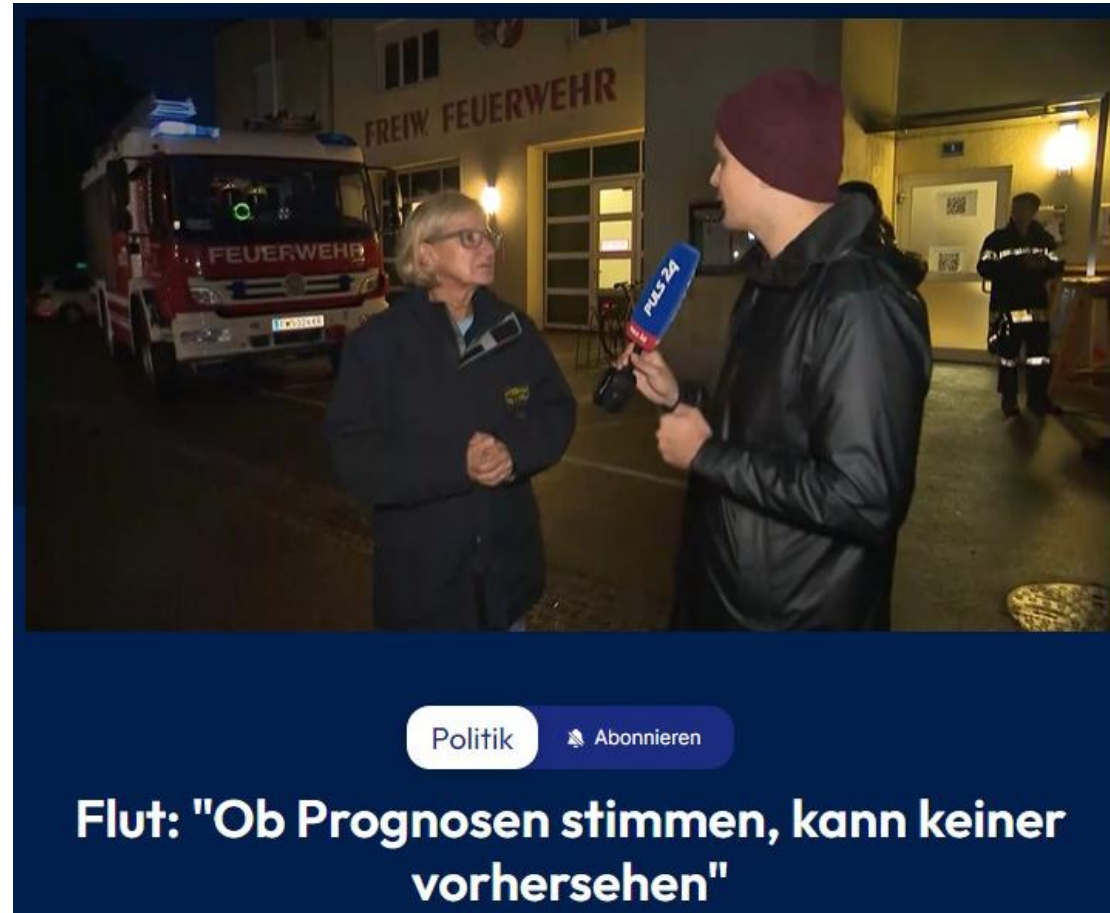 FREIW. FEUERWEHR
FEUERWEHR
PULS 24
Politik
Abonnieren
Flut: "Ob Prognosen stimmen, kann keiner
vorhersehen"